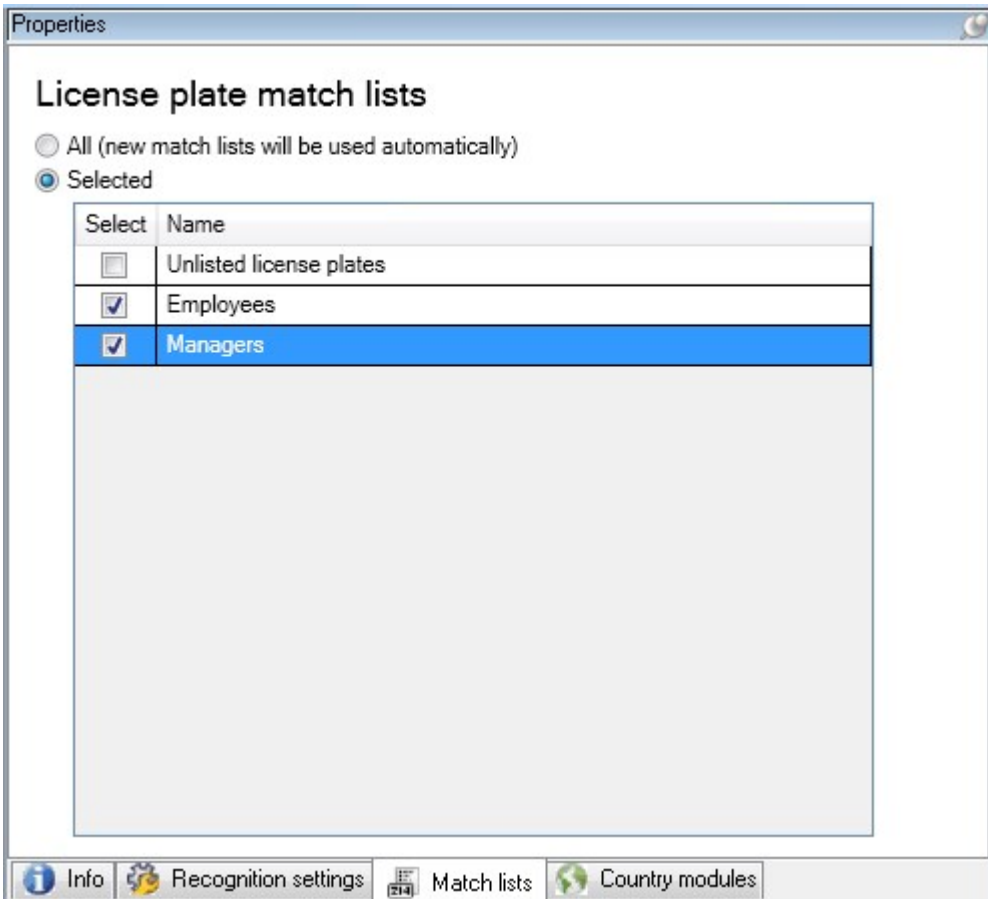 Properties
License plate match lists
All (new match lists will be used automatically)
Selected
Select Name
Unlisted license plates
Employees
Managers
Info Recognition settings 214 Match lists Country modules